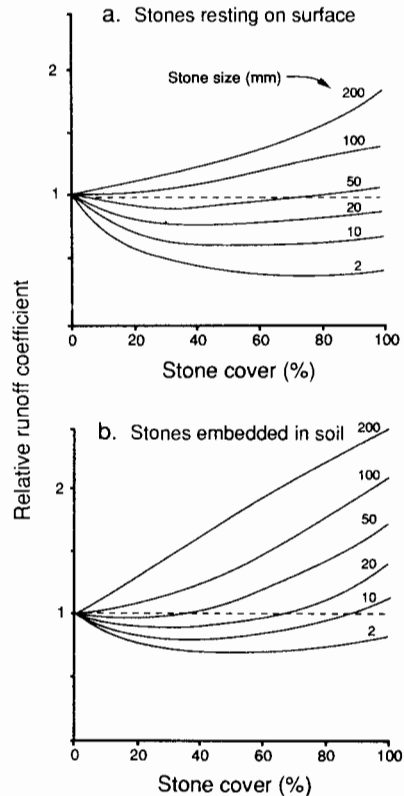 a. Stones resting on surface
2
Stone size (mm)
200
100
50
1
20
10
2
0
0 20 40 60 80 100
Stone cover (%)
Relative runoff coefficient
b. Stones embedded in soil
200
2
100
50
20
1
10
2
0
0 20 40 60 80 100
Stone cover (%)